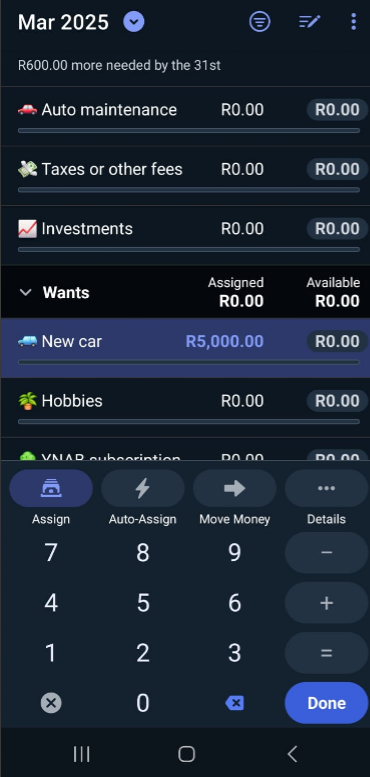 Mar 2025
R600.00 more needed by the 31st
Auto maintenance R0.00 R0.00
Taxes or other fees R0.00 R0.00
Investments R0.00 R0.00
Assigned Available
Wants R0.00 R0.00
New car R5,000.00 R0.00
Hobbies R0.00 R0.00
YNAB subscription R0.00 R0.00
Assign Auto-Assign Move Money Details
7 8 9 −
4 5 6 +
1 2 3 =
0 Done